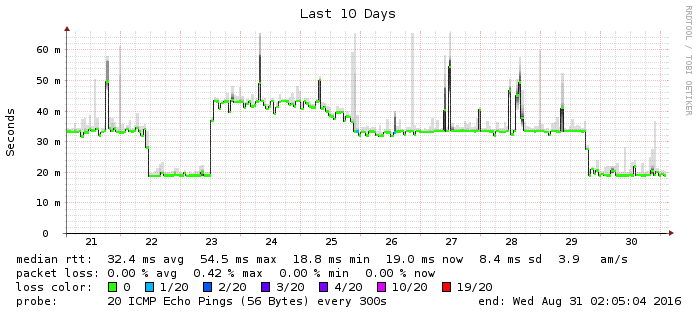 Last 10 Days
RRDTOOL / TOBI OETIKER
Seconds
60 m
50 m
40 m
30 m
20 m
10 m
0
21 22 23 24 25 26 27 28 29 30
median rtt: 32.4 ms avg 54.5 ms max 18.8 ms min 19.0 ms now 8.4 ms sd 3.9 am/s
packet loss: 0.00 % avg 0.42 % max 0.00 % min 0.00 % now
loss color: 0 1/20 2/20 3/20 4/20 10/20 19/20
probe: 20 ICMP Echo Pings (56 Bytes) every 300s end: Wed Aug 31 02:05:04 2016